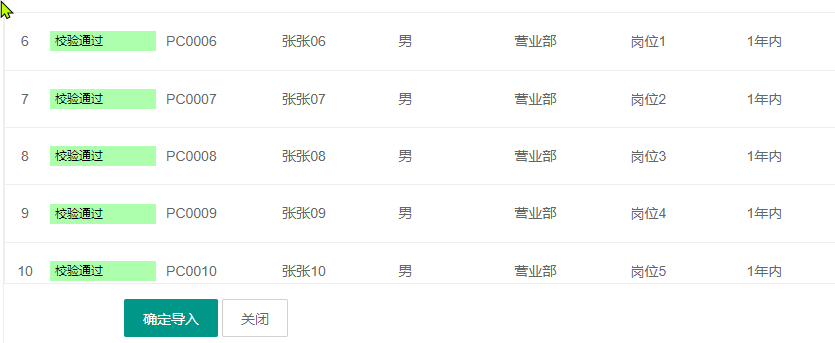 6 校验通过 PC0006 张张06 男 营业部 岗位1 1年内
7 校验通过 PC0007 张张07 男 营业部 岗位2 1年内
8 校验通过 PC0008 张张08 男 营业部 岗位3 1年内
9 校验通过 PC0009 张张09 男 营业部 岗位4 1年内
10 校验通过 PC0010 张张10 男 营业部 岗位5 1年内
确定导入 关闭